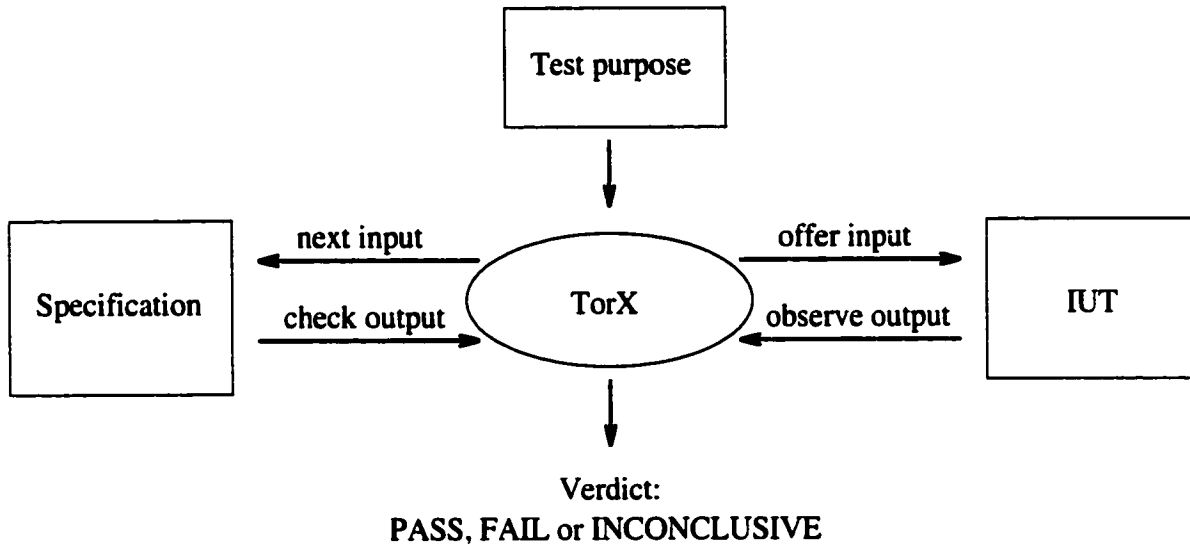 Test purpose
next input
offer input
Specification
TorX
IUT
check output
observe output
Verdict:
PASS, FAIL or INCONCLUSIVE